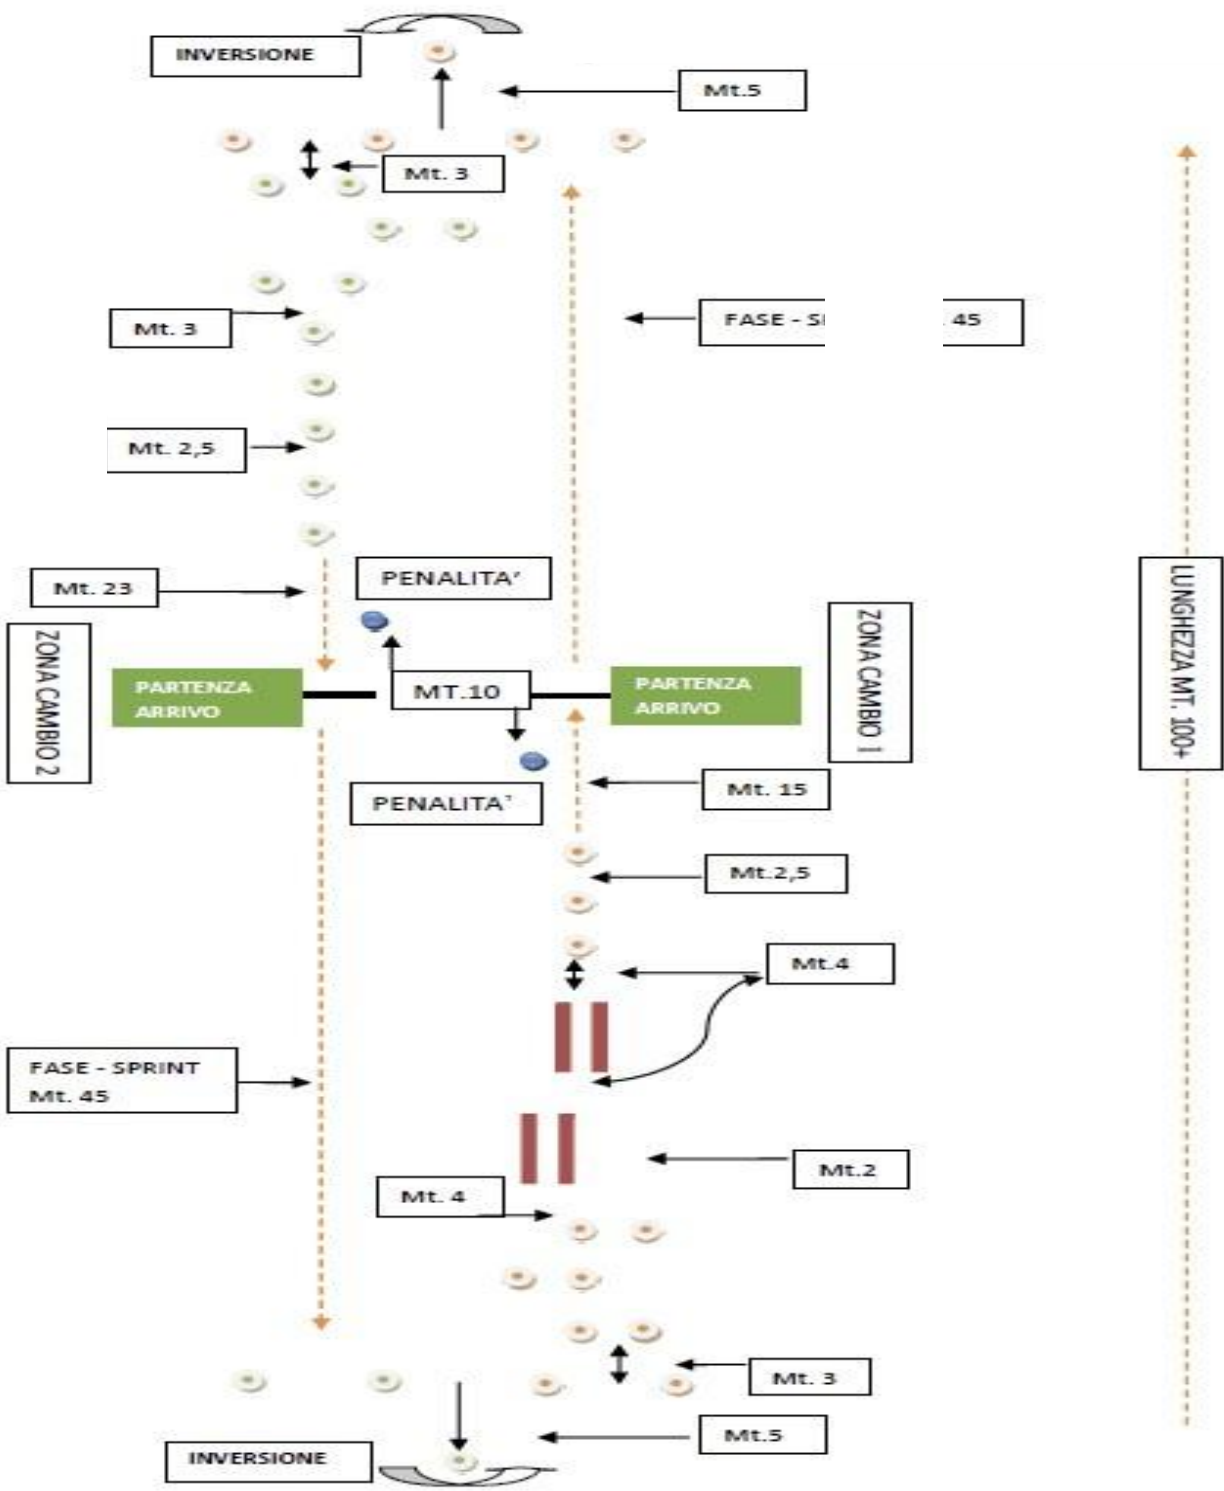 INVERSIONE
Mt.5
Mt. 3
Mt. 3
FASE - S
45
Mt. 2,5
Mt. 23
PENALITA'
ZONA CAMBIO 2
PARTENZA
ARRIVO
MT.10
PARTENZA
ARRIVO
ZONA CAMBIO 1
LUNGHEZZA MT. 100+
PENALITA'
Mt. 15
Mt.2,5
Mt.4
FASE - SPRINT
Mt. 45
Mt.2
Mt. 4
Mt. 3
Mt.5
INVERSIONE